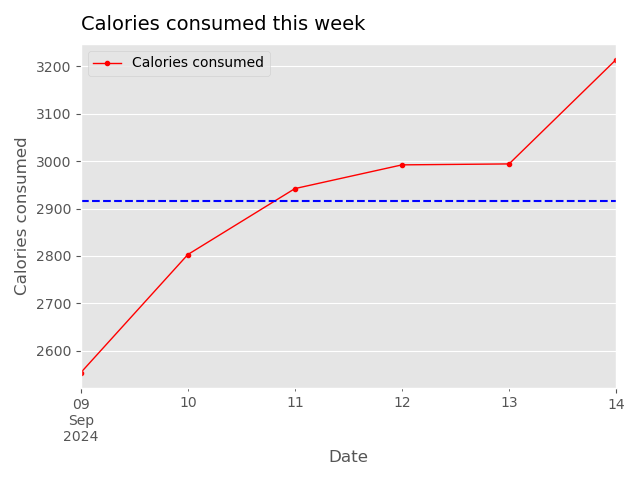 Calories consumed this week
Calories consumed
3200
3100
3000
2900
2800
2700
2600
Calories consumed
09 10 11 12 13 14
Sep
2024
Date